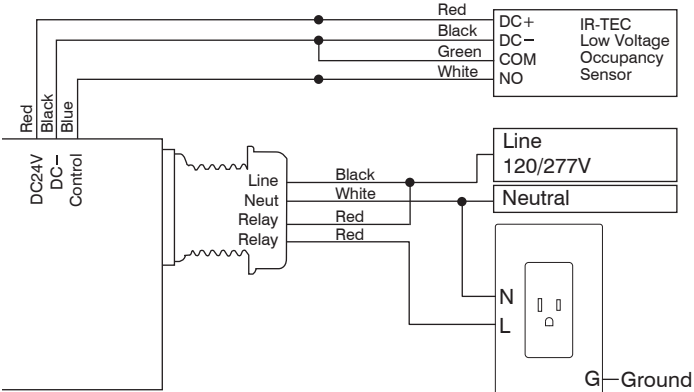 Red
DC+
IR-TEC
Black
DC−
Low Voltage
Green
COM
Occupancy
White
NO
Sensor
Red
Black
Blue
DC24V
DC−
Control
Line
120/277V
Line
Black
Neut
White
Neutral
Relay
Red
Relay
Red
N
L
G
Ground